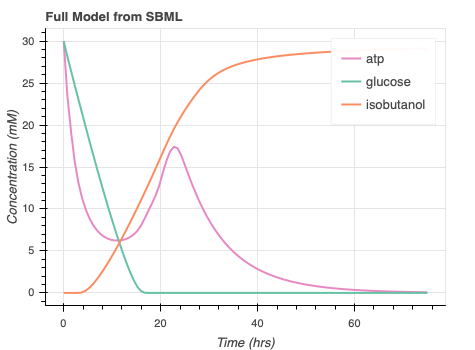 Full Model from SBML
Concentration (mM)
30
25
20
15
10
5
0
0
20
40
60
Time (hrs)
atp
glucose
isobutanol